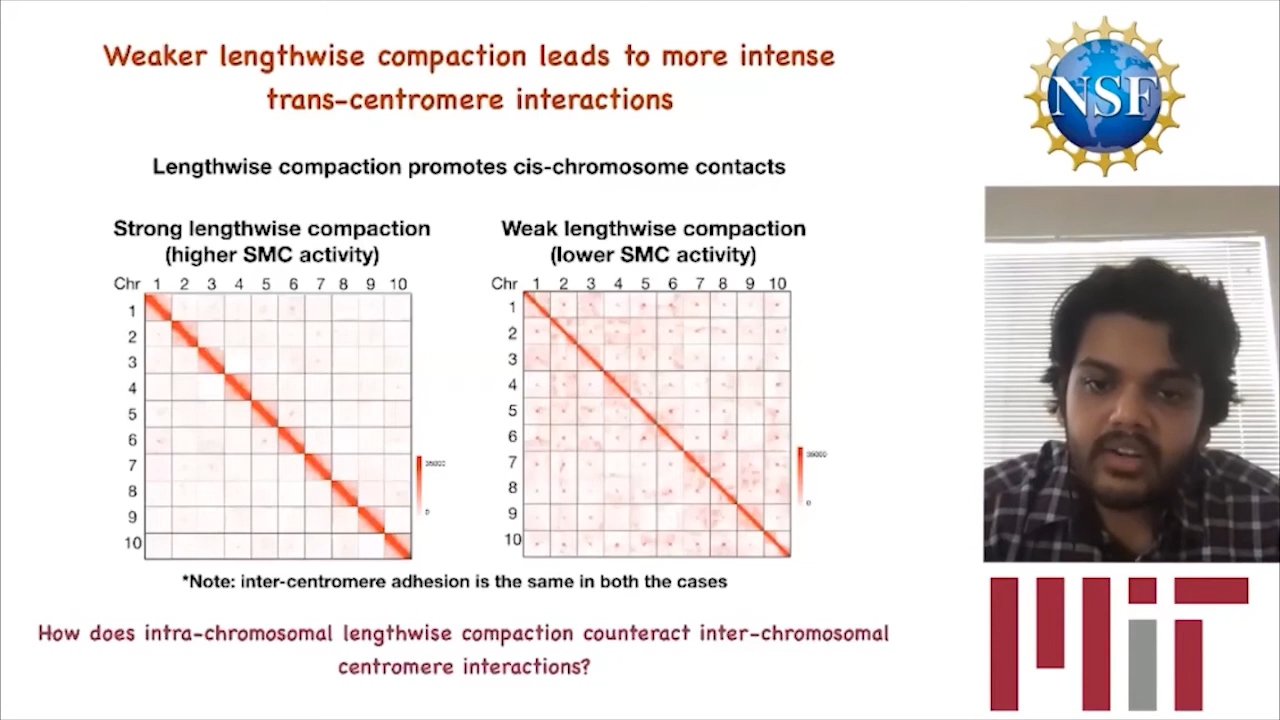 Weaker lengthwise compaction leads to more intense
trans-centromere interactions
Lengthwise compaction promotes cis-chromosome contacts
Strong lengthwise compaction
(higher SMC activity)
Chr 1 2 3 4 5 6 7 8 9 10
1
2
3
4
5
6
7
8
9
10
0
Weak lengthwise compaction
(lower SMC activity)
Chr 1 2 3 4 5 6 7 8 9 10
1
2
3
4
5
6
7
8
9
10
0
*Note: inter-centromere adhesion is the same in both the cases
How does intra-chromosomal lengthwise compaction counteract inter-chromosomal
centromere interactions?
NSF
MIT